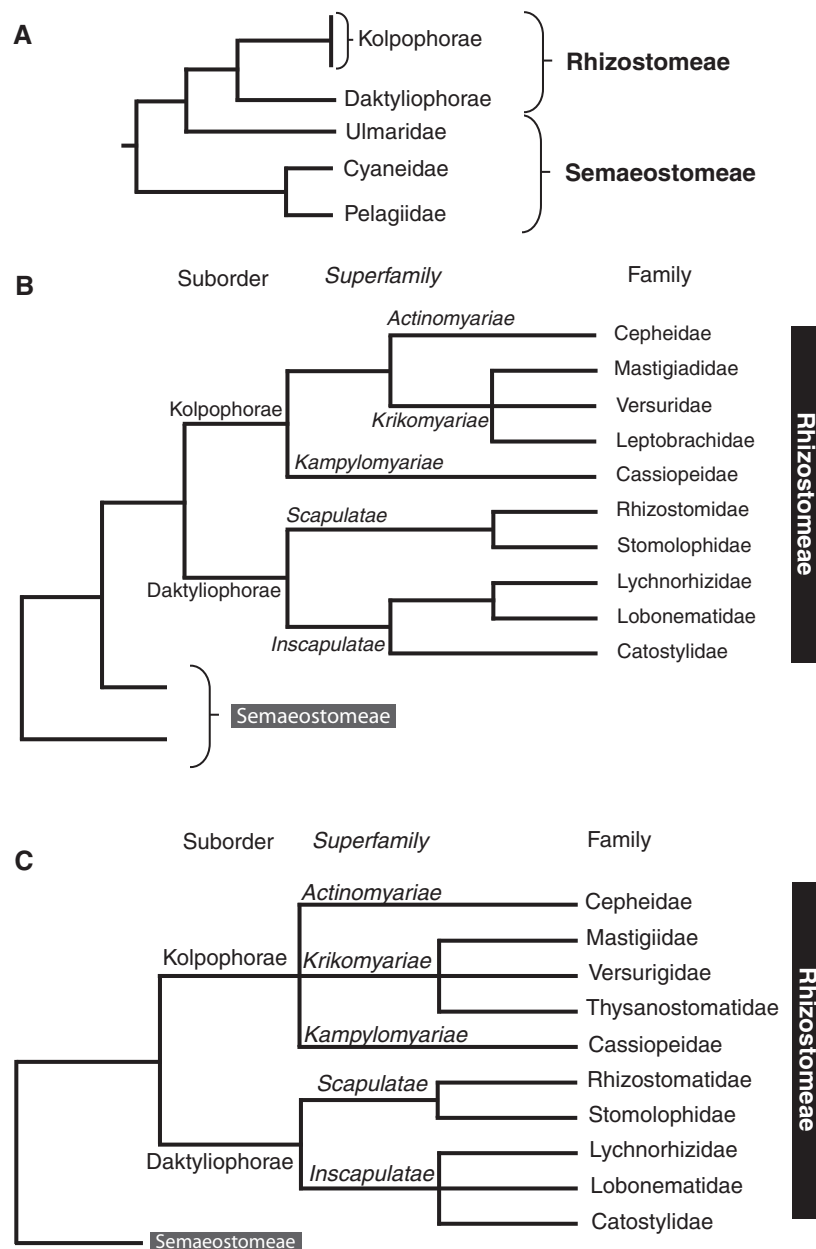 A
Kolpophorae
Rhizostomeae
Daktyliophorae
Ulmaridae
Cyaneidae
Semaeostomeae
Pelagiidae
B
Suborder Superfamily Family
Actinomyariae
Cepheidae
Mastigiadidae
Kolpophorae
Versuridae
Krikomyariae
Leptobrachidae
Kampylomyariae
Cassiopeidae
Scapulatae
Rhizostomidae
Stomolophidae
Daktyliophorae
Lychnorhizidae
Lobonematidae
Inscapulatae
Catostylidae
Rhizostomeae
Semaeostomeae
C
Suborder Superfamily Family
Actinomyariae
Cepheidae
Mastigiidae
Kolpophorae
Krikomyariae
Versurigidae
Thysanostomatidae
Kampylomyariae
Cassiopeidae
Scapulatae
Rhizostomatidae
Stomolophidae
Lychnorhizidae
Daktyliophorae
Inscapulatae
Lobonematidae
Catostylidae
Rhizostomeae
Semaeostomeae